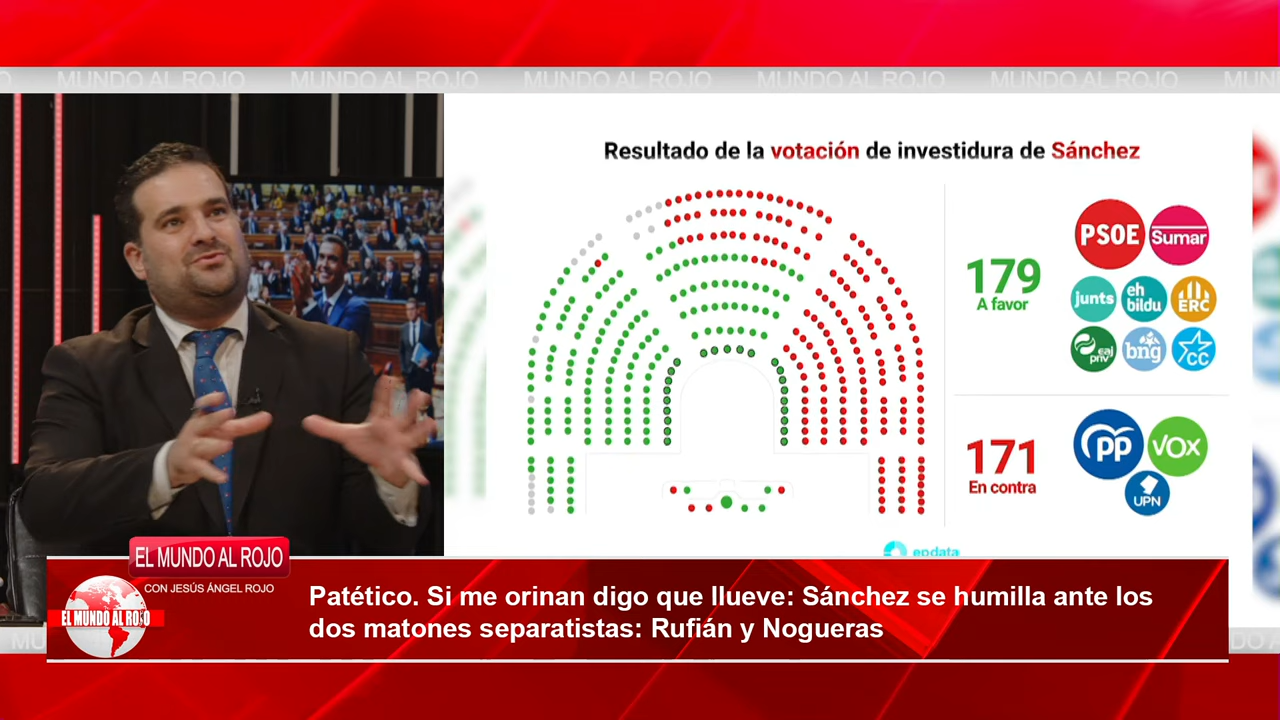 MUNDO AL ROJO MUNDO AL ROJO MUNDO AL ROJO MUNDO AL ROJO MUNDO AL ROJO
Resultado de la votación de investidura de Sánchez
179
A favor
PSOE
Sumar
junts
eh bildu
ERC
eaj pnv
bng
CC
171
En contra
PP
VOX
UPN
epdata
EL MUNDO AL ROJO
CON JESÚS ÁNGEL ROJO
EL MUNDO AL ROJO
Patético. Si me orinan digo que llueve: Sánchez se humilla ante los
dos matones separatistas: Rufián y Nogueras